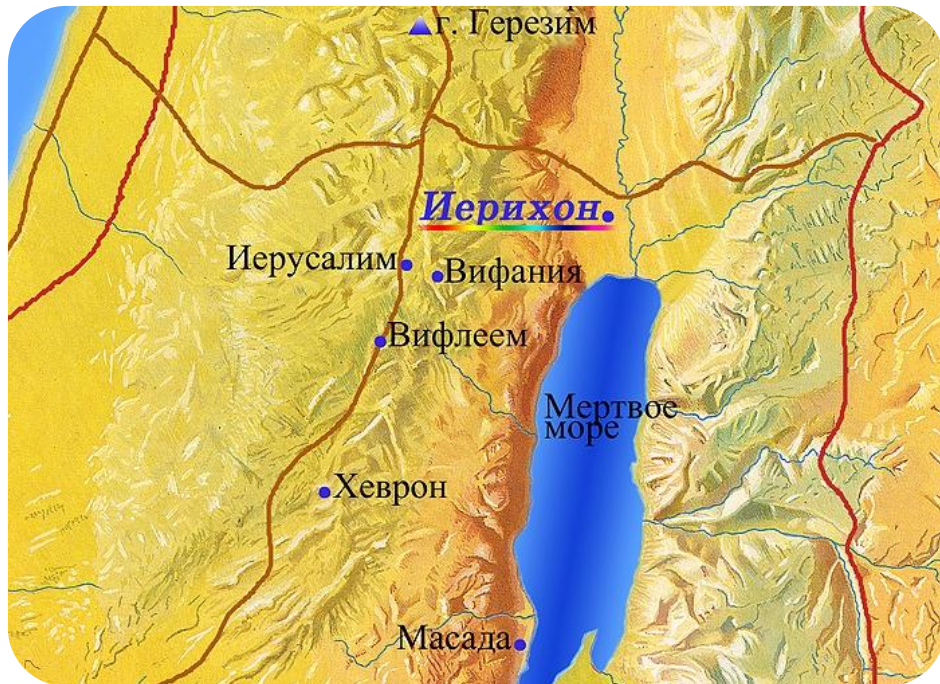 г. Герезим
Иерихон
Иерусалим
Вифания
Вифлеем
Мертвое
море
Хеврон
Масада